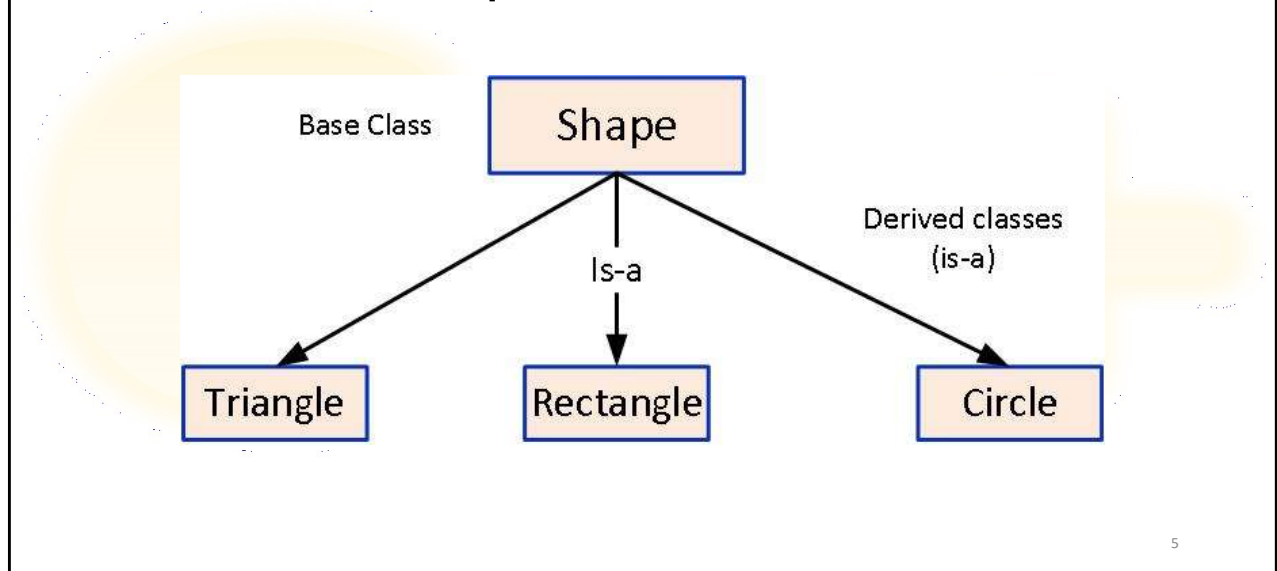 Base Class
Shape
Derived classes
(is-a)
Is-a
Triangle
Rectangle
Circle
5